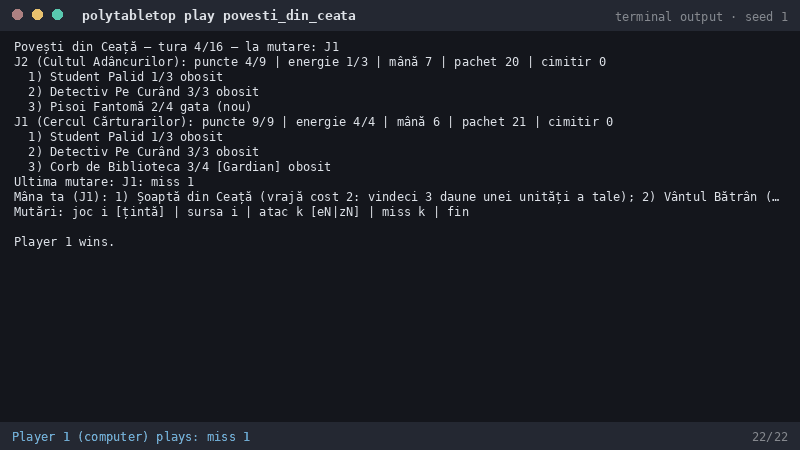 polytabletop play povesti_din_ceata
terminal output · seed 1
Povești din Ceață — tura 4/16 — la mutare: J1
J2 (Cultul Adâncurilor): puncte 4/9 | energie 1/3 | mână 7 | pachet 20 | cimitir 0
1) Student Palid 1/3 obosit
2) Detectiv Pe Curând 3/3 obosit
3) Pisoi Fantomă 2/4 gata (nou)
J1 (Cercul Cărturarilor): puncte 9/9 | energie 4/4 | mână 6 | pachet 21 | cimitir 0
1) Student Palid 1/3 obosit
2) Detectiv Pe Curând 3/3 obosit
3) Corb de Biblioteca 3/4 [Gardian] obosit
Ultima mutare: J1: miss 1
Mâna ta (J1): 1) Șoaptă din Ceață (vrajă cost 2: vindeci 3 daune unei unități a tale); 2) Vântul Bătrân (…
Mutări: joc i [țintă] | sursa i | atac k [eN|zN] | miss k | fin
Player 1 wins.
Player 1 (computer) plays: miss 1
22/22